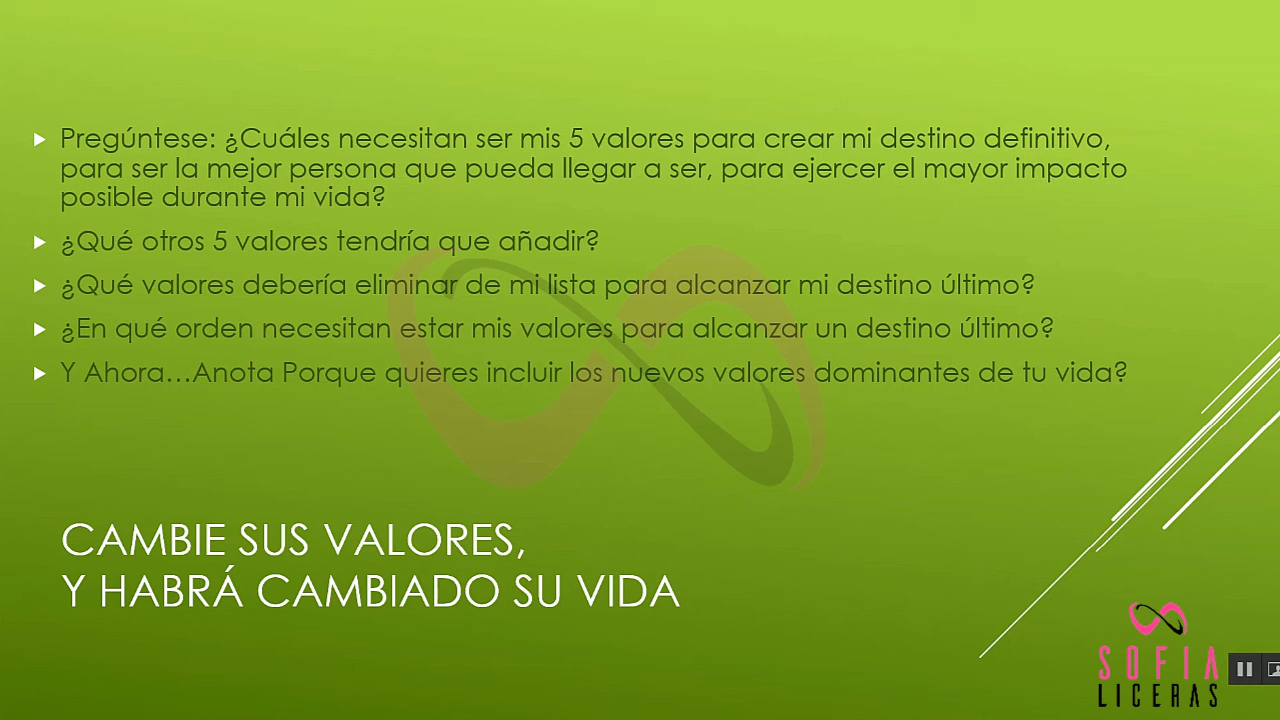 Pregúntese: ¿Cuáles necesitan ser mis 5 valores para crear mi destino definitivo,
para ser la mejor persona que pueda llegar a ser, para ejercer el mayor impacto
posible durante mi vida?
¿Qué otros 5 valores tendría que añadir?
¿Qué valores debería eliminar de mi lista para alcanzar mi destino último?
¿En qué orden necesitan estar mis valores para alcanzar un destino último?
Y Ahora…Anota Porque quieres incluir los nuevos valores dominantes de tu vida?
CAMBIE SUS VALORES,
Y HABRÁ CAMBIADO SU VIDA
SOFIA
LICERAS